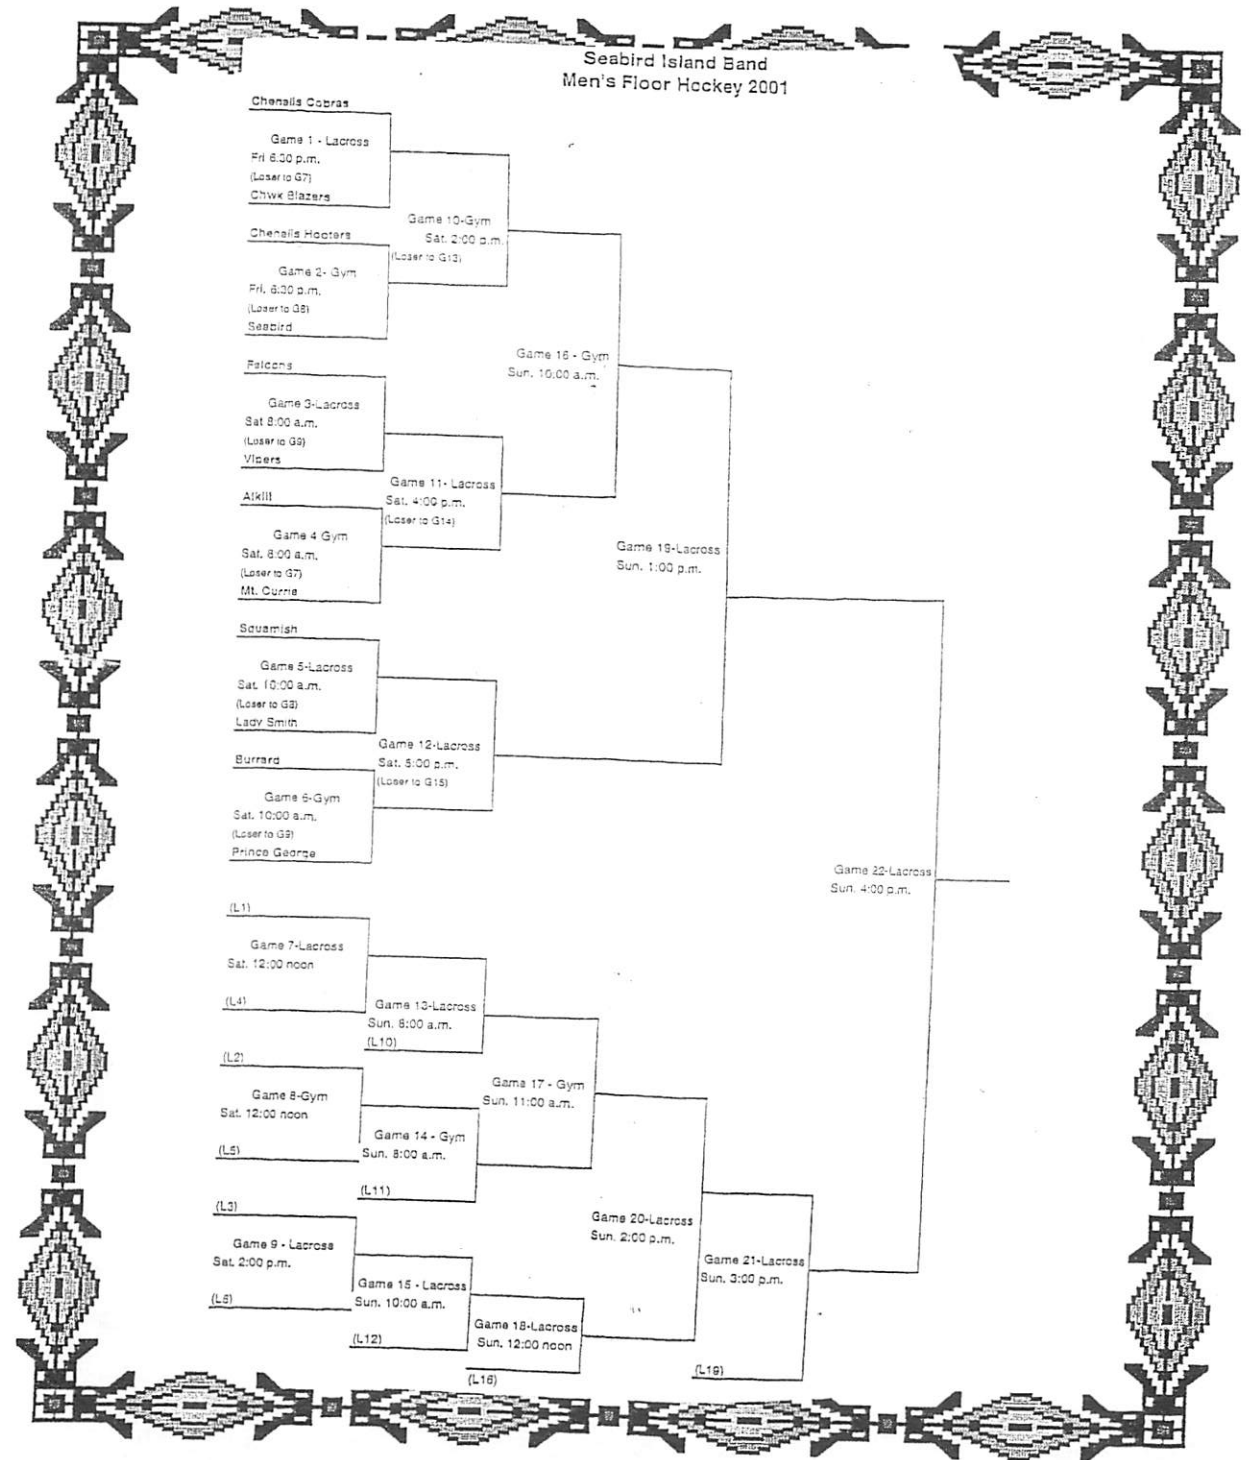 Seabird Island Band
Men's Floor Hockey 2001
Chehalis Cobras
Game 1 - Lacross
Fri 6:30 p.m.
(Loser to G7)
Chwk Blazers
Game 10-Gym
Sat. 2:00 p.m.
(Loser to G13)
Chehalis Hooters
Game 2- Gym
Fri. 6:30 p.m.
(Loser to G8)
Seabird
Game 16 - Gym
Sun. 10:00 a.m.
Falcons
Game 3-Lacross
Sat 8:00 a.m.
(Loser to G9)
Vipers
Game 11- Lacross
Sat. 4:00 p.m.
(Loser to G14)
Alkili
Game 4 Gym
Sat. 8:00 a.m.
(Loser to G7)
Mt. Currie
Game 19-Lacross
Sun. 1:00 p.m.
Squamish
Game 5-Lacross
Sat. 10:00 a.m.
(Loser to G8)
Lady Smith
Game 12-Lacross
Sat. 5:00 p.m.
(Loser to G15)
Burrard
Game 6-Gym
Sat. 10:00 a.m.
(Loser to G9)
Prince George
Game 22-Lacross
Sun. 4:00 p.m.
(L1)
Game 7-Lacross
Sat. 12:00 noon
(L4)
Game 13-Lacross
Sun. 8:00 a.m.
(L10)
(L2)
Game 8-Gym
Sat. 12:00 noon
(L5)
Game 17 - Gym
Sun. 11:00 a.m.
Game 14 - Gym
Sun. 8:00 a.m.
(L11)
(L3)
Game 9 - Lacross
Sat. 2:00 p.m.
(L6)
Game 20-Lacross
Sun. 2:00 p.m.
Game 21-Lacross
Sun. 3:00 p.m.
Game 15 - Lacross
Sun. 10:00 a.m.
(L12)
Game 18-Lacross
Sun. 12:00 noon
(L16)
(L19)